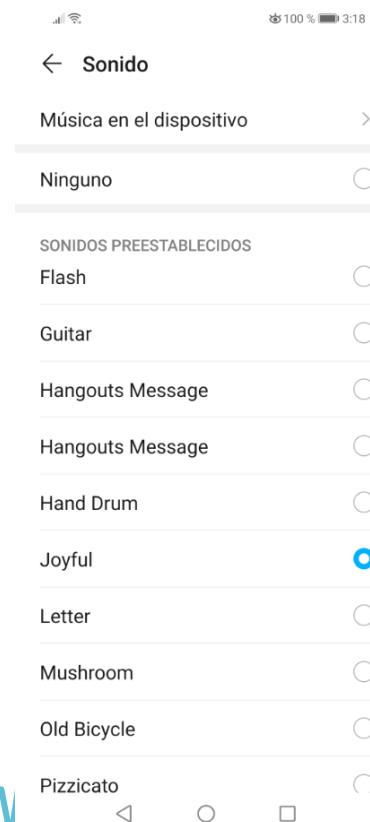 100 % 3:18
Sonido
Música en el dispositivo
Ninguno
SONIDOS PREESTABLECIDOS
Flash
Guitar
Hangouts Message
Hangouts Message
Hand Drum
Joyful
Letter
Mushroom
Old Bicycle
Pizzicato